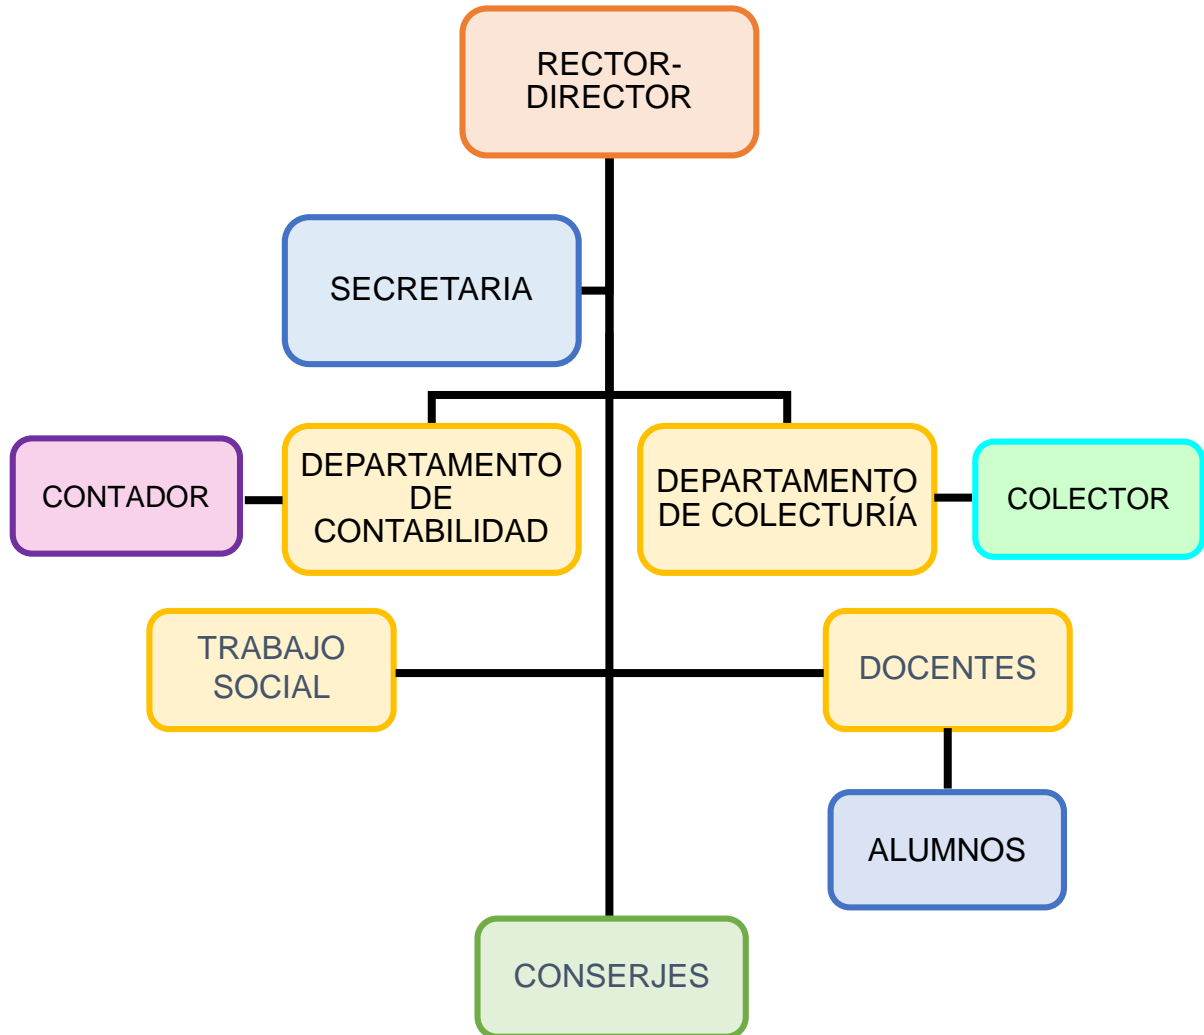 RECTOR-
DIRECTOR
SECRETARIA
CONTADOR
DEPARTAMENTO
DE
CONTABILIDAD
DEPARTAMENTO
DE COLECTURÍA
COLECTOR
TRABAJO
SOCIAL
DOCENTES
ALUMNOS
CONSERJES